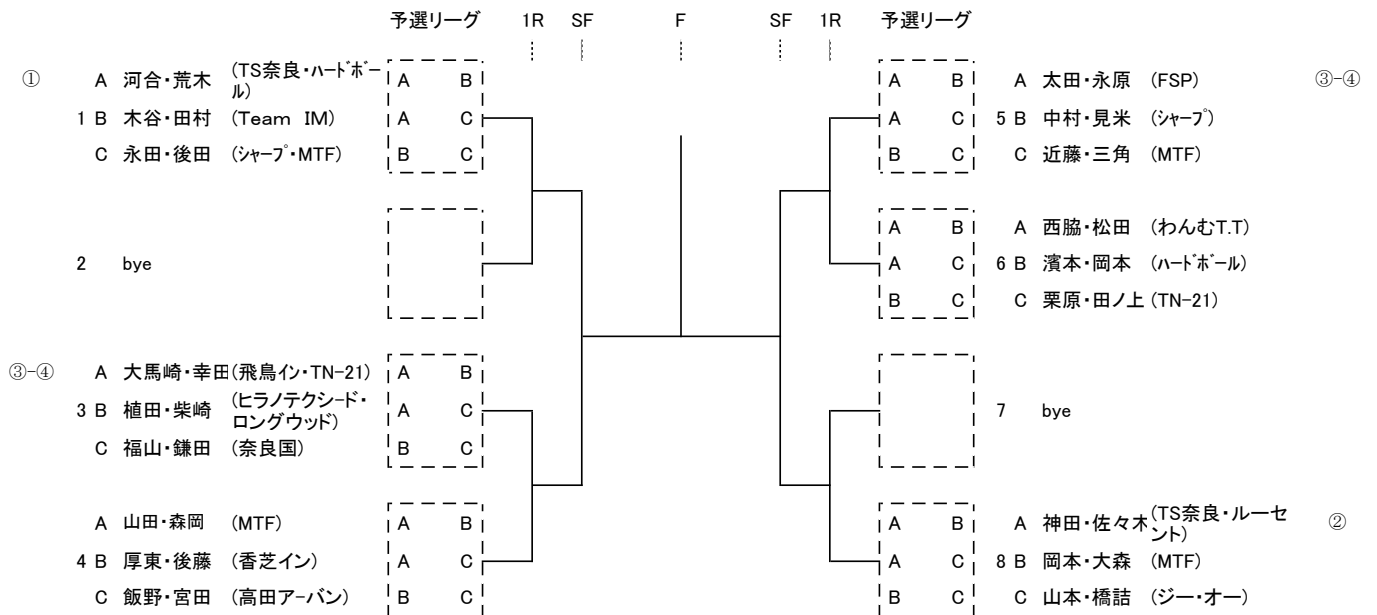 予選リーグ 1R SF F SF 1R 予選リーグ
① A 河合・荒木 (TS奈良・ハードボール) A B
1 B 木谷・田村 (Team IM) A C
C 永田・後田 (シャープ・MTF) B C
2 bye
③-④ A 大馬崎・幸田 (飛鳥イン・TN-21) A B
3 B 植田・柴崎 (ヒラノテクシード・ロングウッド) A C
C 福山・鎌田 (奈良国) B C
A 山田・森岡 (MTF) A B
4 B 厚東・後藤 (香芝イン) A C
C 飯野・宮田 (高田アーバン) B C
A B A 太田・永原 (FSP) ③-④
A C 5 B 中村・見米 (シャープ)
B C C 近藤・三角 (MTF)
A B A 西脇・松田 (わんむT.T)
A C 6 B 濱本・岡本 (ハードボール)
B C C 栗原・田ノ上 (TN-21)
7 bye
A B A 神田・佐々木 (TS奈良・ルーセント) ②
A C 8 B 岡本・大森 (MTF)
B C C 山本・橋詰 (ジー・オー)